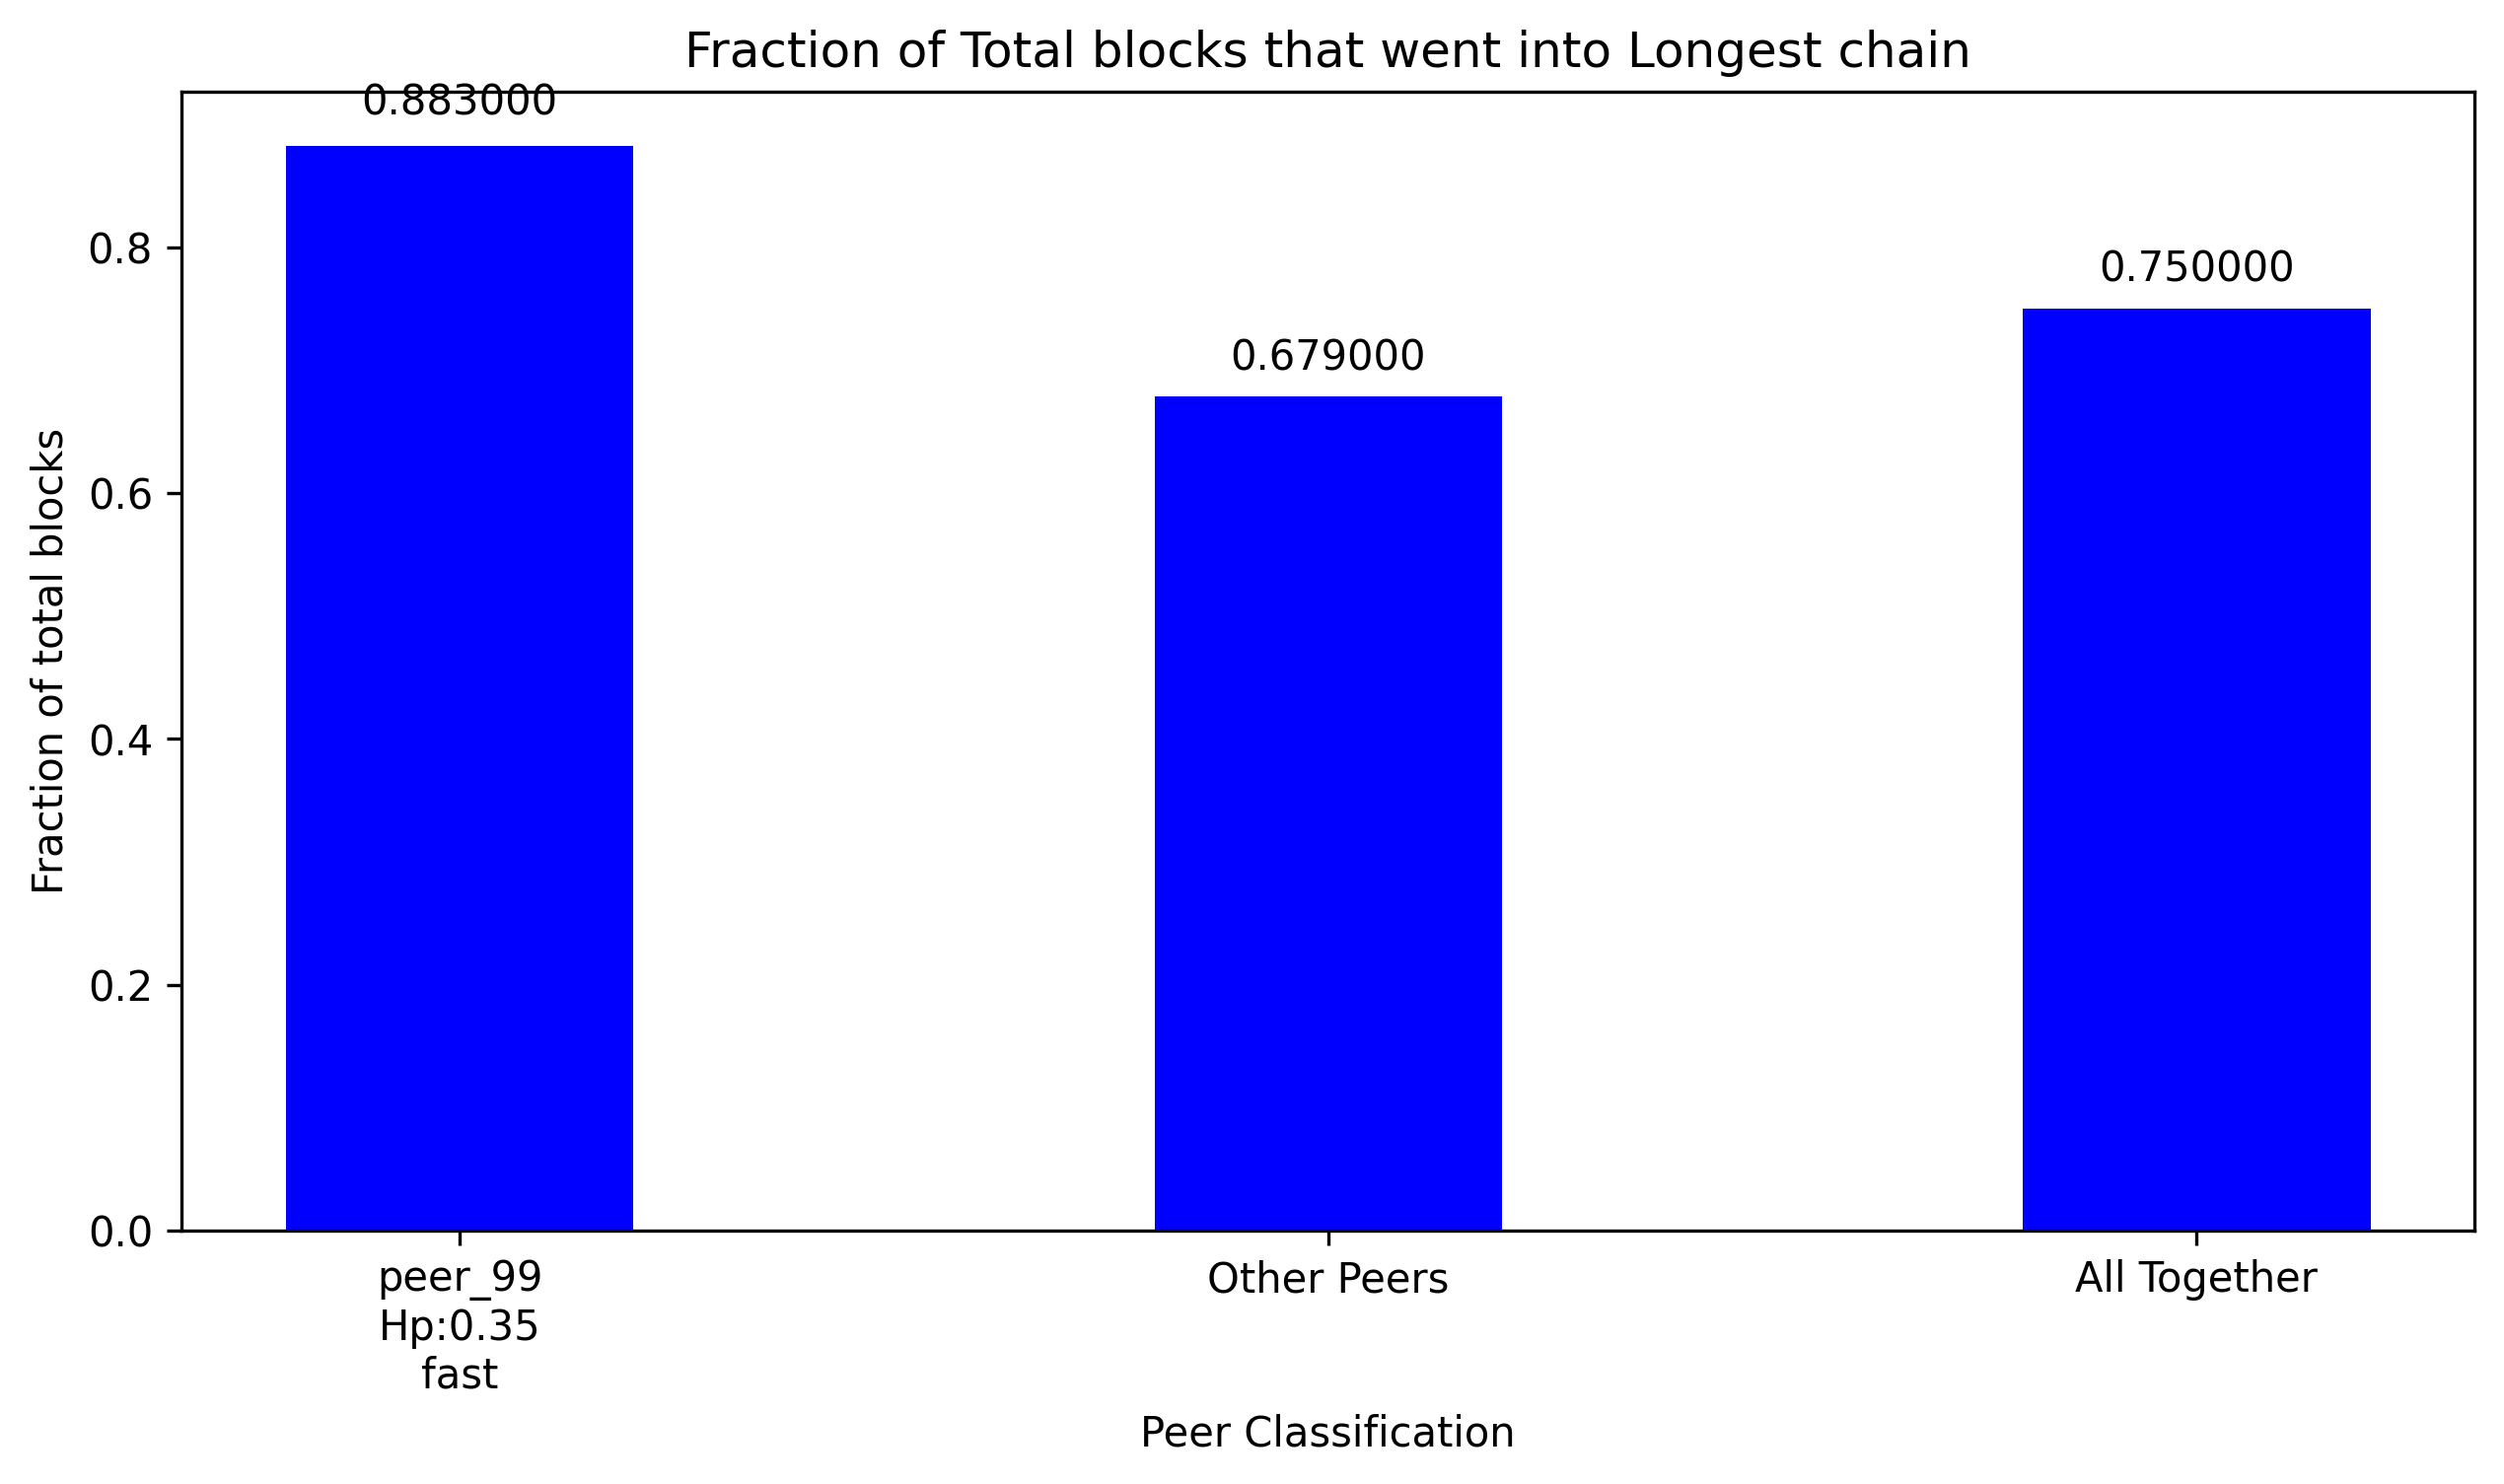 Fraction of Total blocks that went into Longest chain
0.883000
0.679000
0.750000
Fraction of total blocks
0.8
0.6
0.4
0.2
0.0
peer_99
Hp:0.35
fast
Other Peers
All Together
Peer Classification